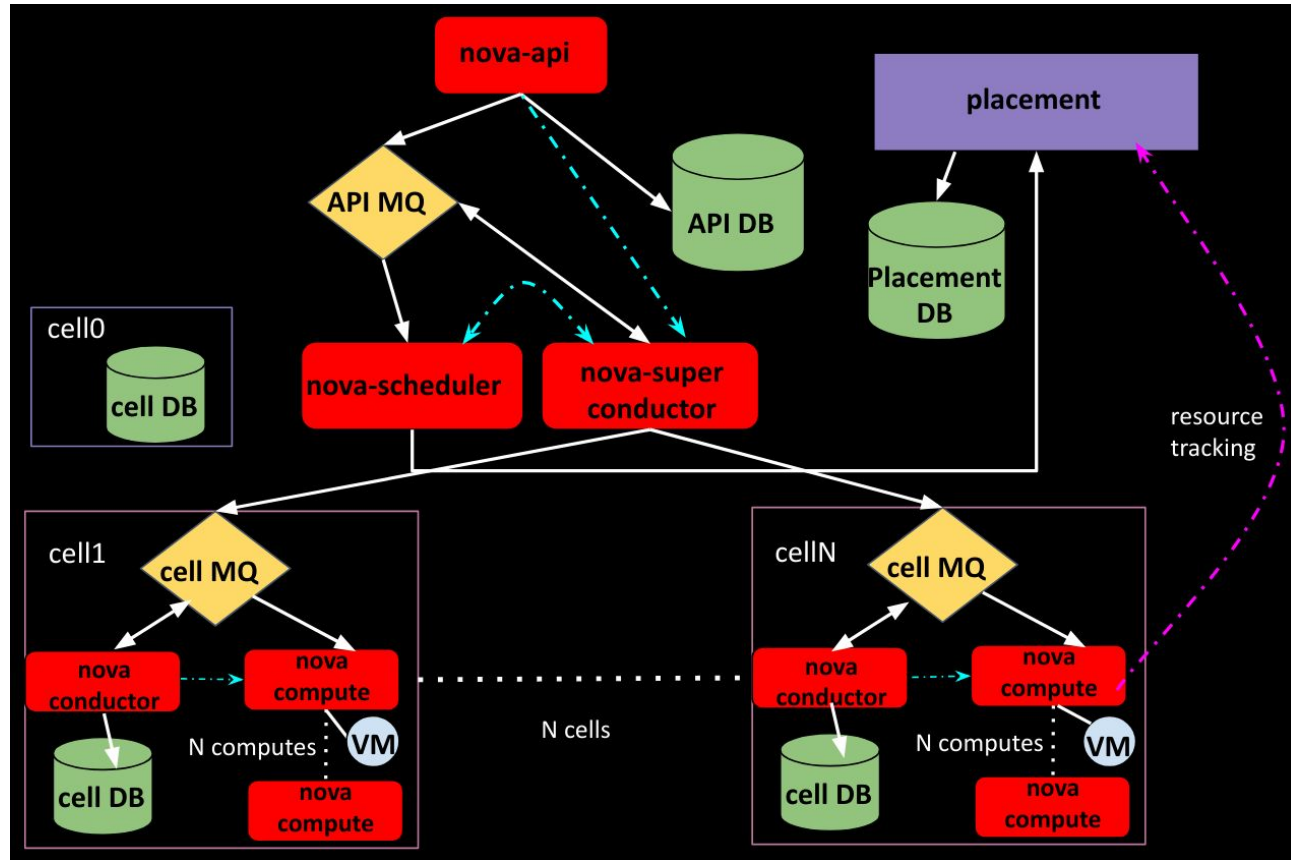 nova-api
placement
API MQ
API DB
Placement
DB
cell0
cell DB
nova-scheduler
nova-super
conductor
resource
tracking
cell1
cell MQ
nova
conductor
nova
compute
N computes
VM
cell DB
nova
compute
N cells
cellN
cell MQ
nova
conductor
nova
compute
N computes
VM
cell DB
nova
compute